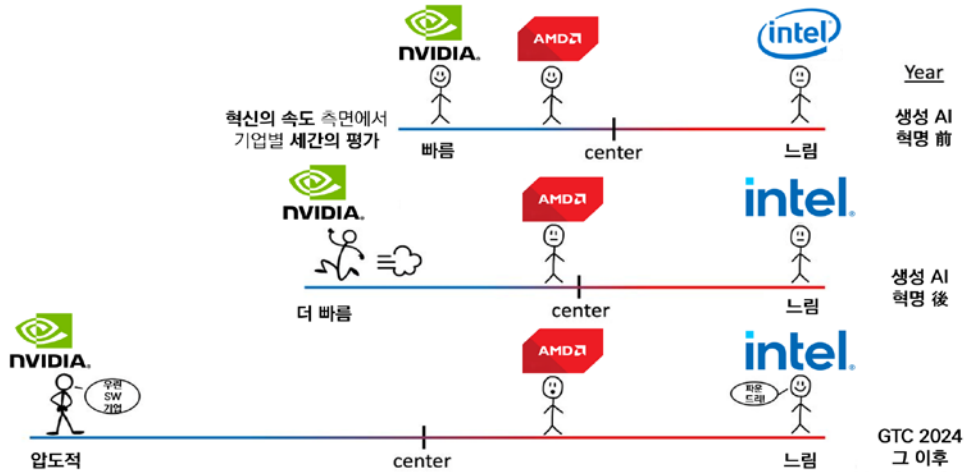 NVIDIA.
AMD
intel
Year
혁신의 속도 측면에서
기업별 세간의 평가
빠름
center
느림
생성 AI
혁명 前
NVIDIA.
AMD
intel.
더 빠름
center
느림
생성 AI
혁명 後
NVIDIA.
AMD
intel.
우린
SW
기업
파운
드리!
압도적
center
느림
GTC 2024
그 이후